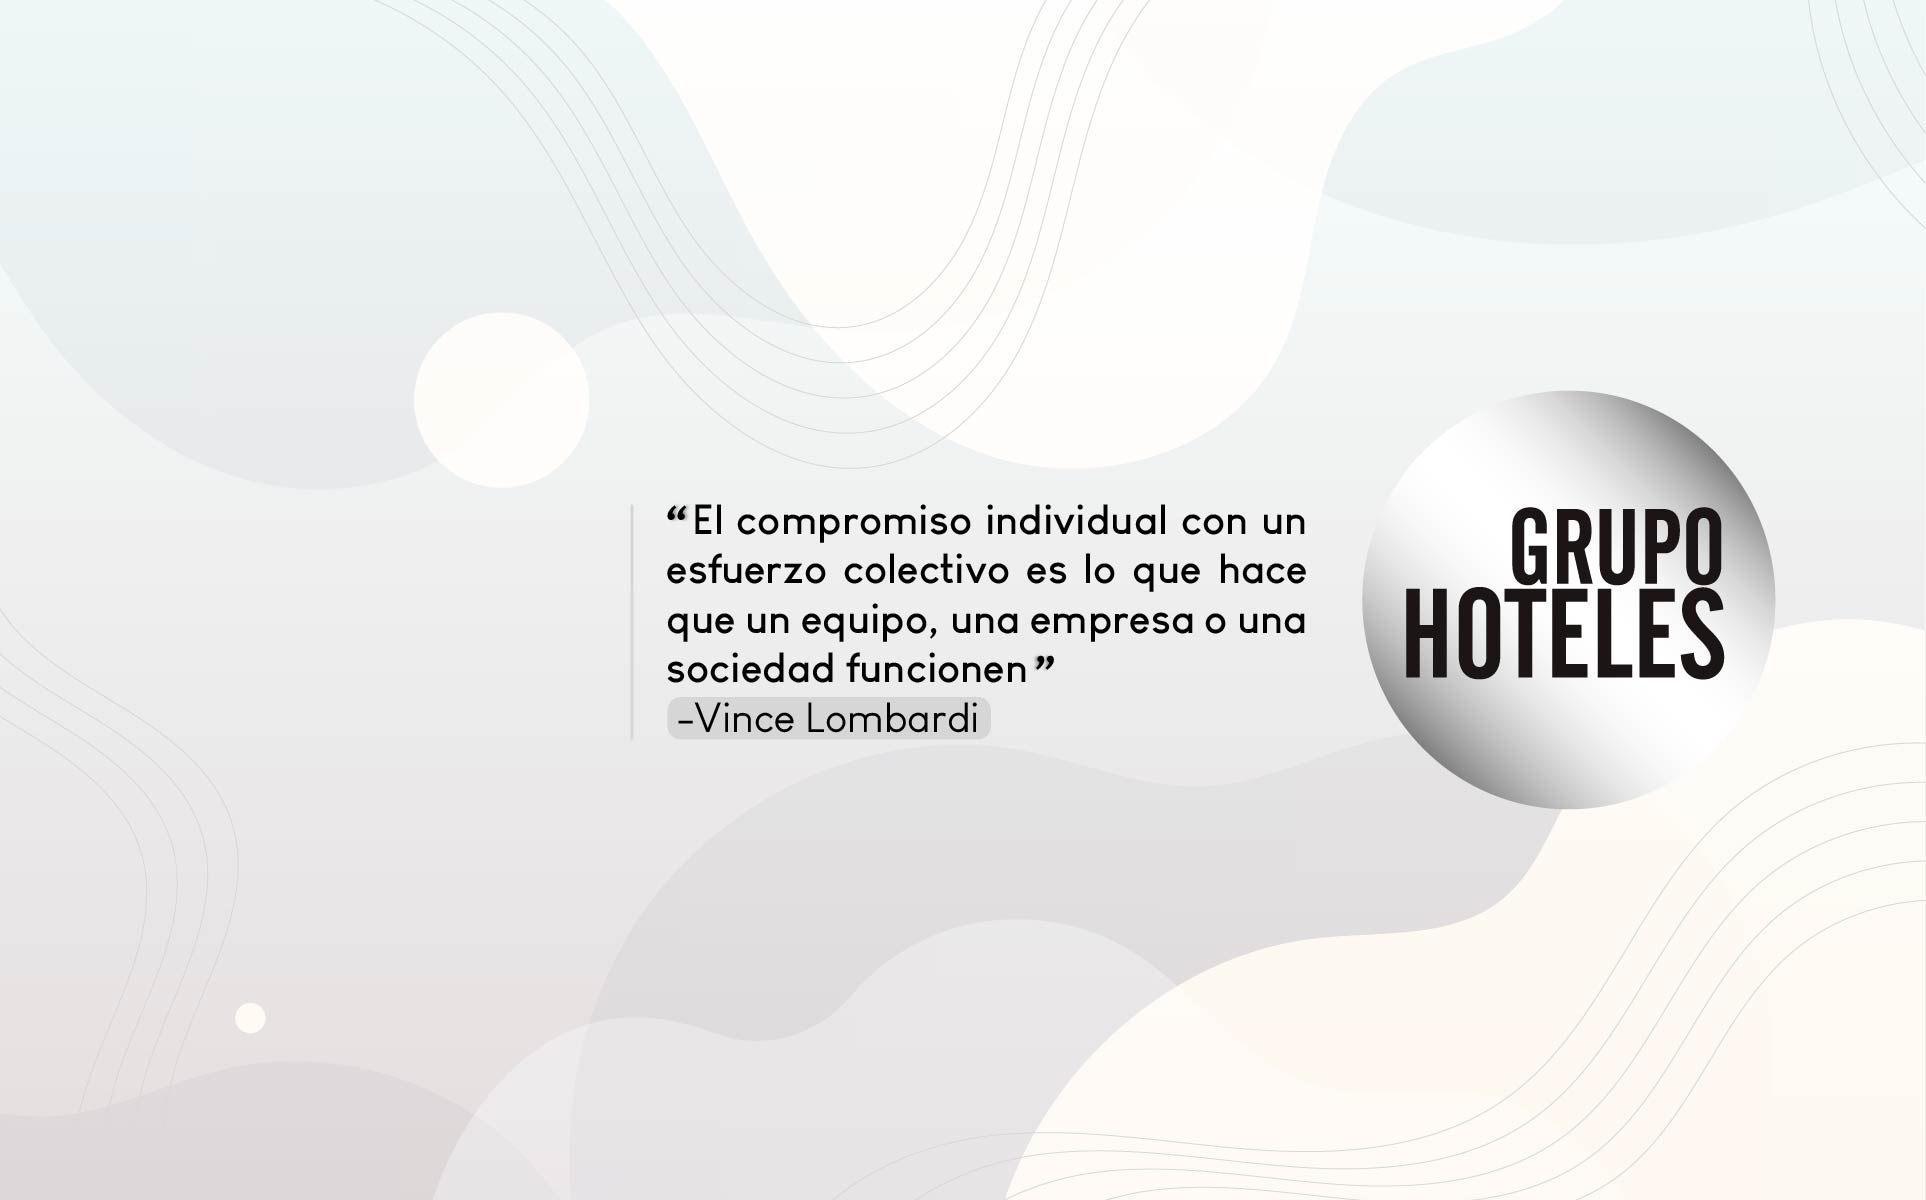 “El compromiso individual con un
esfuerzo colectivo es lo que hace
que un equipo, una empresa o una
sociedad funcionen”
-Vince Lombardi
GRUPO
HOTELES